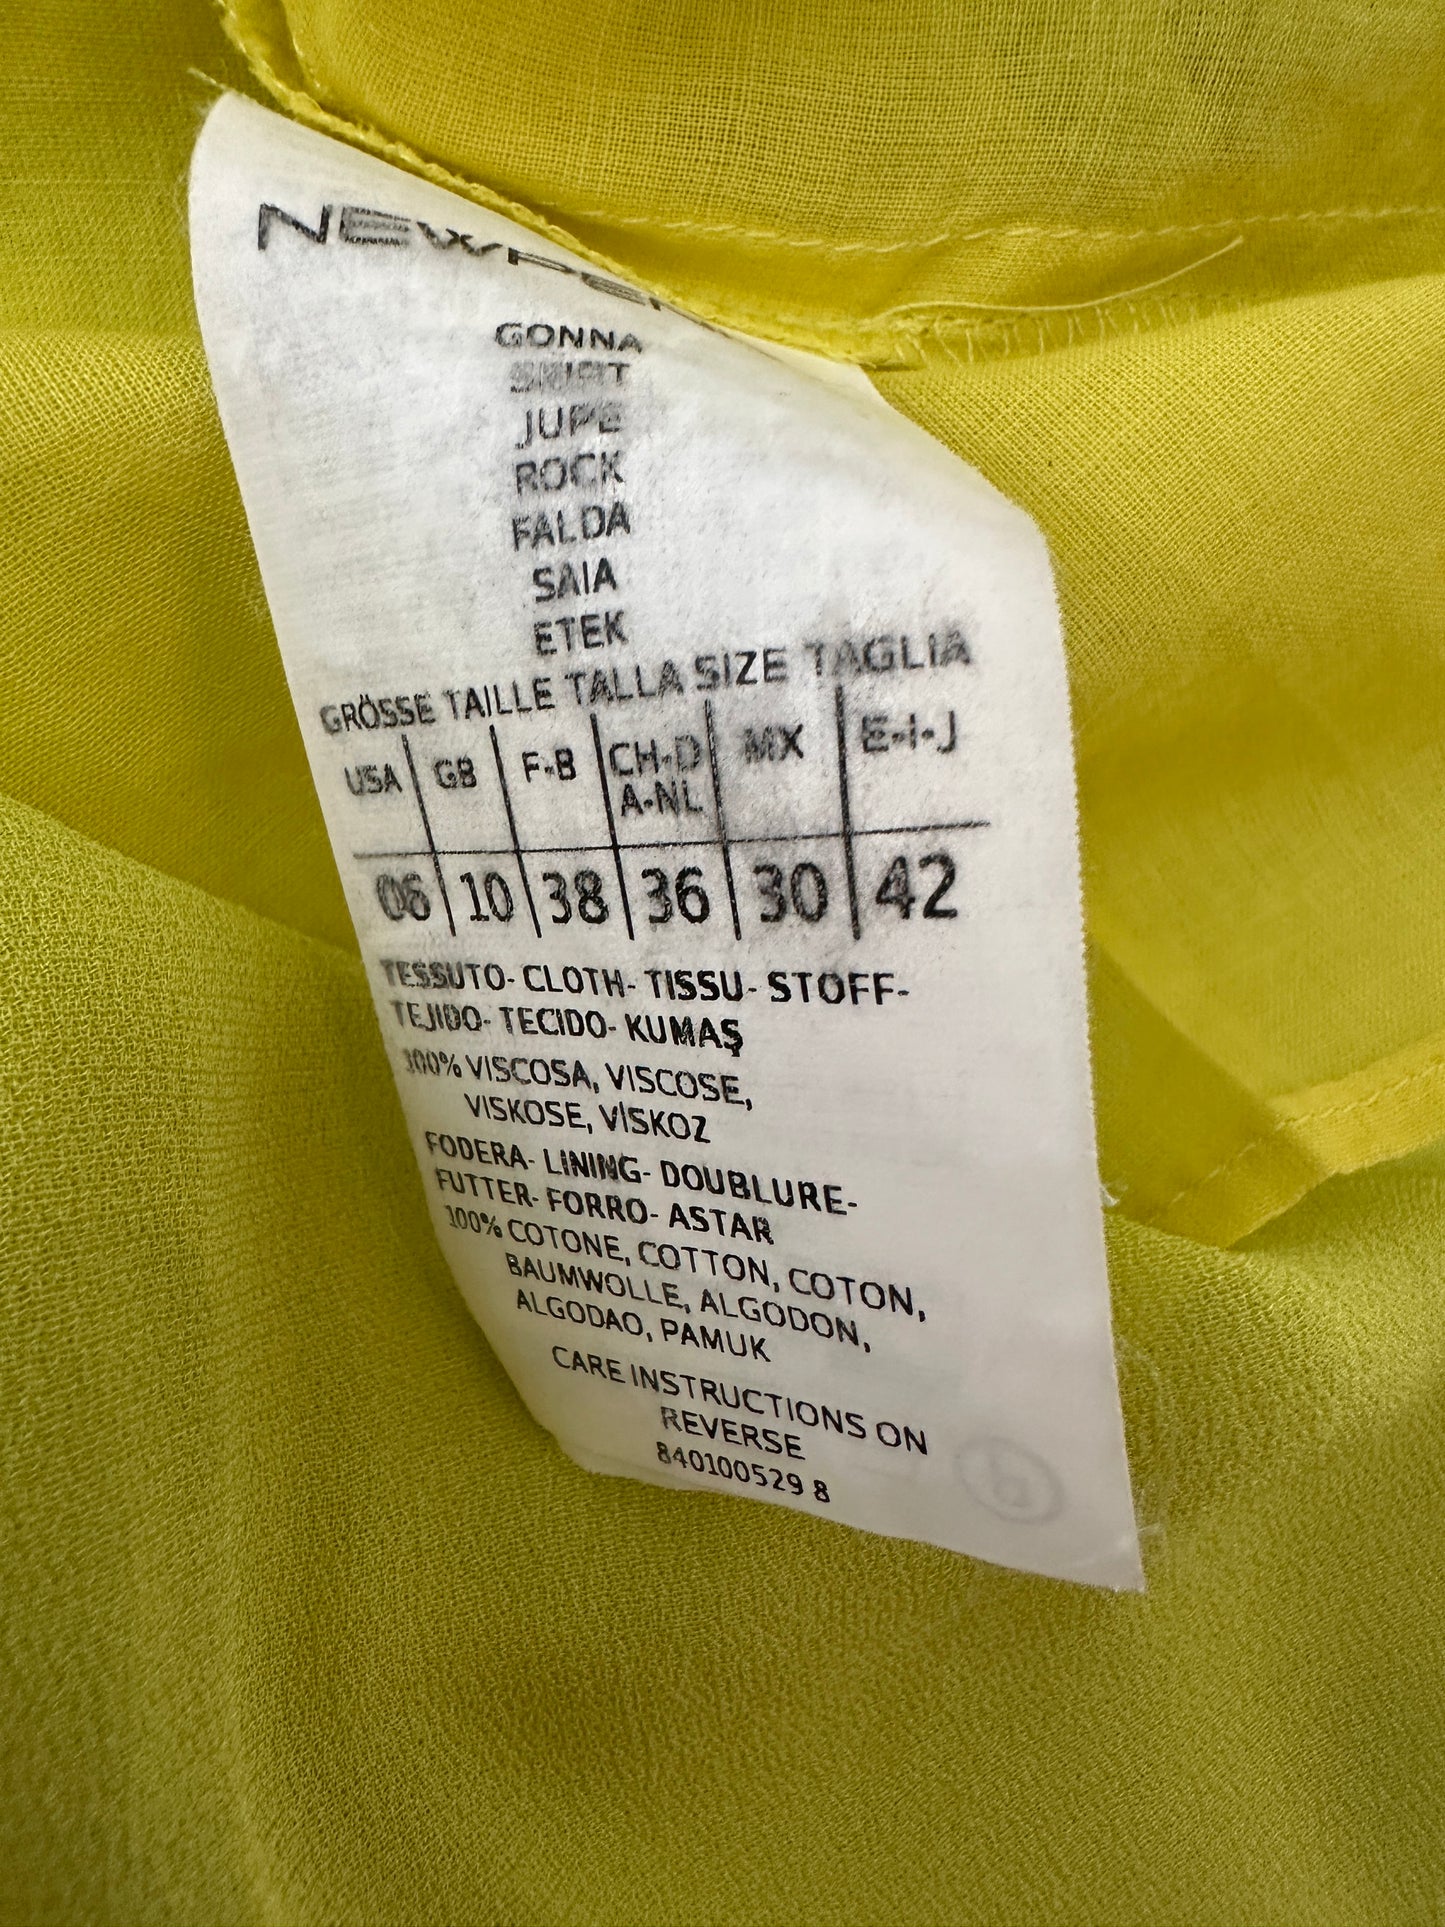 GONNA
SKIRT
JUPE
ROCK
FALDA
SAIA
ETEK
GRÖSSE TAILLE TALLA SIZE TAGLIA
USA GB F-B CH-D A-NL MX E-I-J
06 10 38 36 30 42
TESSUTO- CLOTH- TISSU- STOFF-
TEJIDO- TECIDO- KUMAŞ
100% VISCOSA, VISCOSE,
VISKOSE, VISKOZ
FODERA- LINING- DOUBLURE-
FUTTER- FORRO- ASTAR
100% COTONE, COTTON, COTON,
BAUMWOLLE, ALGODON,
ALGODAO, PAMUK
CARE INSTRUCTIONS ON
REVERSE
840100529 8